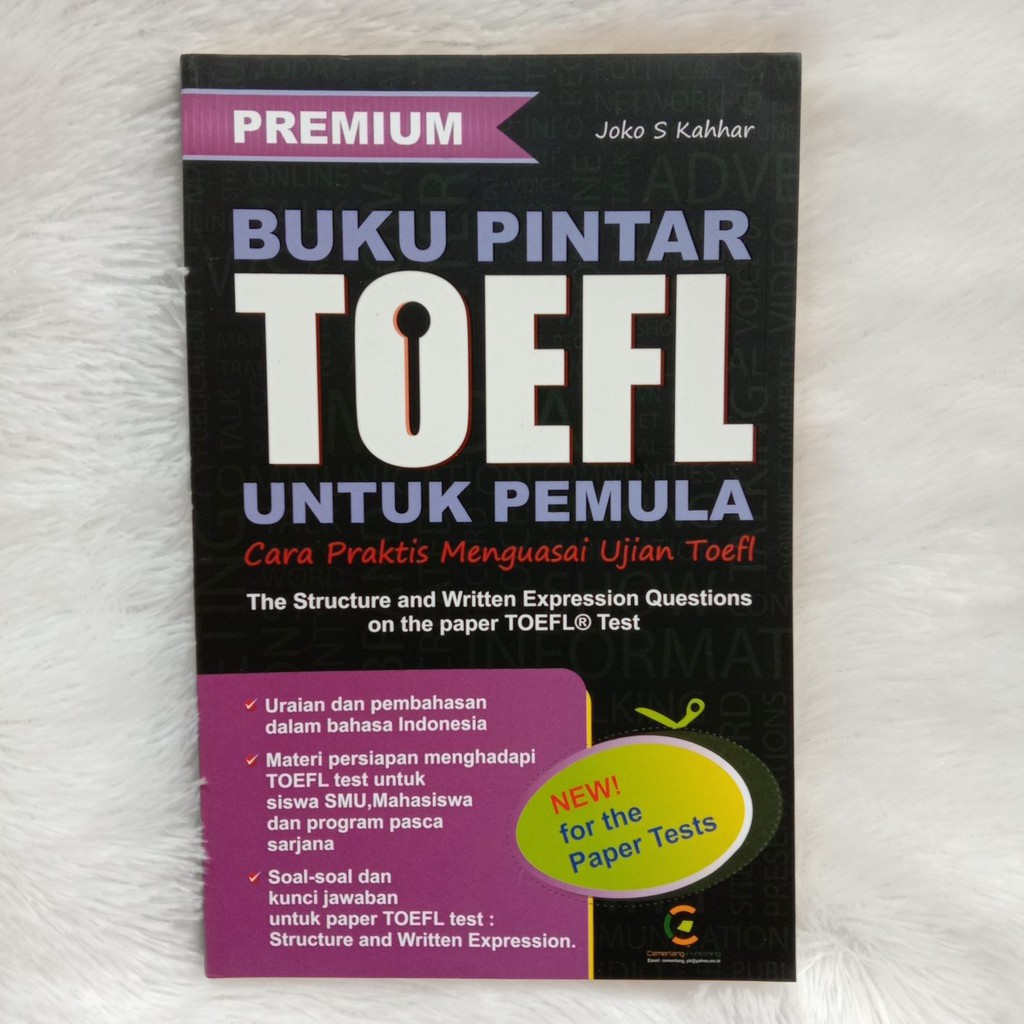 PREMIUM
Joko S Kahhar
BUKU PINTAR
TOEFL
UNTUK PEMULA
Cara Praktis Menguasai Ujian Toefl
The Structure and Written Expression Questions
on the paper TOEFL® Test
Uraian dan pembahasan
dalam bahasa Indonesia
Materi persiapan menghadapi
TOEFL test untuk
siswa SMU,Mahasiswa
dan program pasca
sarjana
Soal-soal dan
kunci jawaban
untuk paper TOEFL test :
Structure and Written Expression.
NEW!
for the
Paper Tests
Cemerlang Publishing